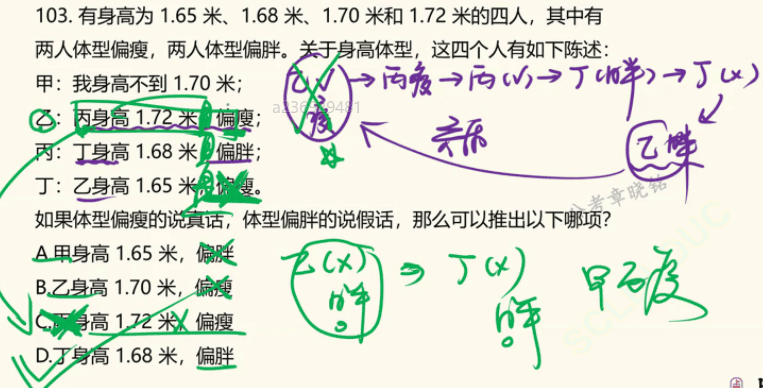 103. 有身高为 1.65 米、1.68 米、1.70 米和 1.72 米的四人，其中有
两人体型偏瘦，两人体型偏胖。关于身高体型，这四个人有如下陈述：
甲：我身高不到 1.70 米；
乙：丙身高 1.72 米，偏瘦；
丙：丁身高 1.68 米，偏胖；
丁：乙身高 1.65 米，偏瘦。
如果体型偏瘦的说真话，体型偏胖的说假话，那么可以推出以下哪项？
A.甲身高 1.65 米，偏胖
B.乙身高 1.70 米，偏瘦
C.丙身高 1.72 米，偏瘦
D.丁身高 1.68 米，偏胖
乙(√) 瘦 → 丙瘦 → 丙(√) → 丁(胖) → 丁(×)
乙胖
矛盾
乙(×) ⇒ 丁(×) 甲丙瘦
胖 胖
公考章晓铭